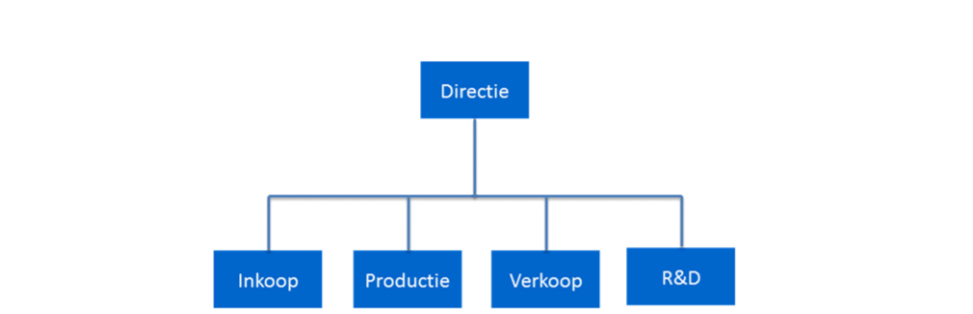 Directie
Inkoop
Productie
Verkoop
R&D